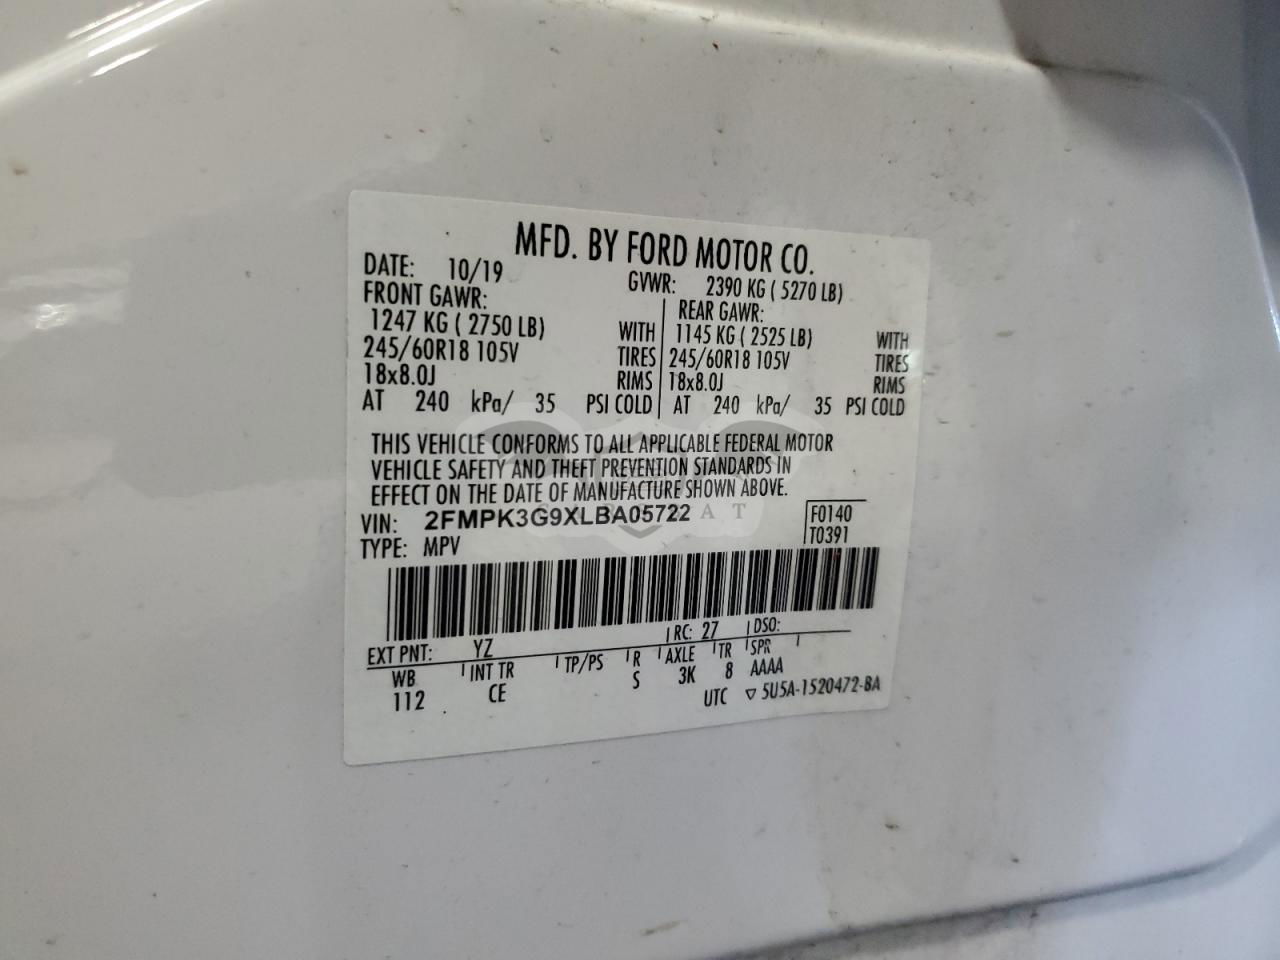 MFD. BY FORD MOTOR CO.
DATE: 10/19 GVWR: 2390 KG ( 5270 LB)
FRONT GAWR: REAR GAWR:
1247 KG ( 2750 LB) WITH 1145 KG ( 2525 LB) WITH
245/60R18 105V TIRES 245/60R18 105V TIRES
18x8.0J RIMS 18x8.0J RIMS
AT 240 kPa/ 35 PSI COLD AT 240 kPa/ 35 PSI COLD
THIS VEHICLE CONFORMS TO ALL APPLICABLE FEDERAL MOTOR
VEHICLE SAFETY AND THEFT PREVENTION STANDARDS IN
EFFECT ON THE DATE OF MANUFACTURE SHOWN ABOVE.
VIN: 2FMPK3G9XLBA05722 F0140
TYPE: MPV T0391
EXT PNT: YZ RC: 27 DSO:
WB INT TR TP/PS R AXLE TR SPR
112 CE S 3K 8 AAAA
UTC ▽ 5U5A-1520472-BA